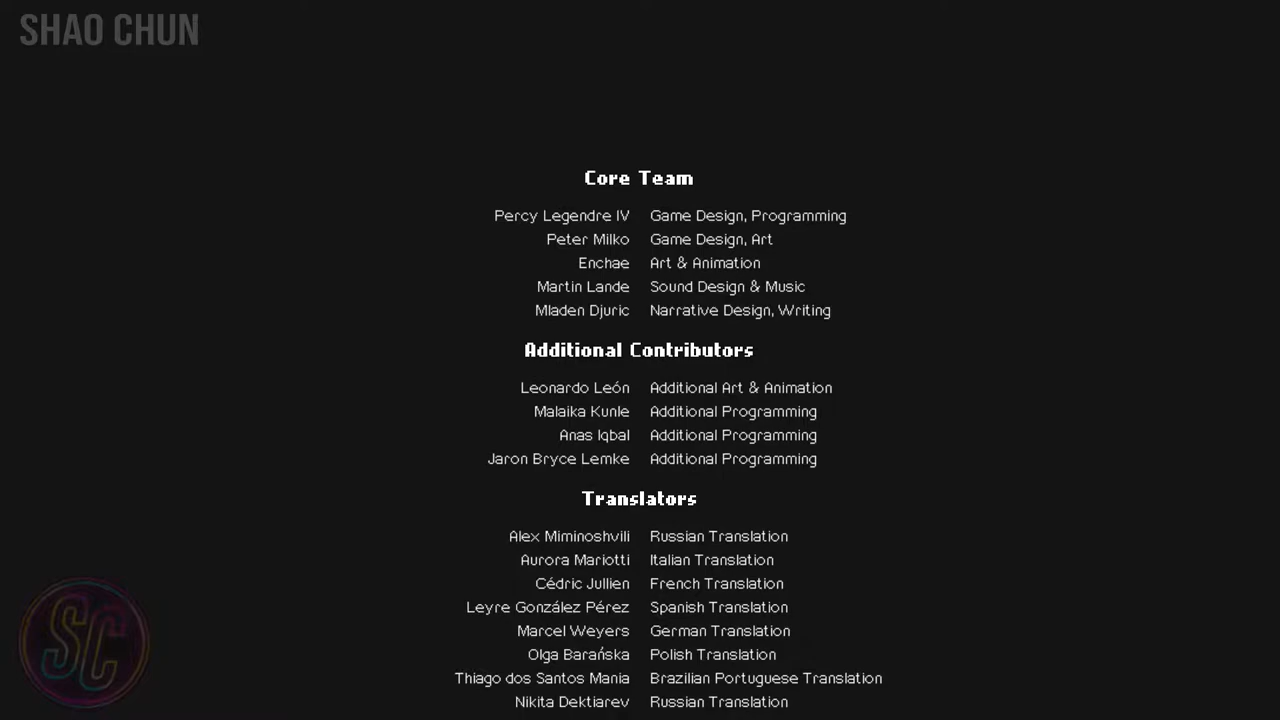 SHAO CHUN
Core Team
Percy Legendre IV Game Design, Programming
Peter Milko Game Design, Art
Enchae Art & Animation
Martin Lande Sound Design & Music
Mladen Djuric Narrative Design, Writing
Additional Contributors
Leonardo León Additional Art & Animation
Malaika Kunle Additional Programming
Anas Iqbal Additional Programming
Jaron Bryce Lemke Additional Programming
Translators
Alex Miminoshvili Russian Translation
Aurora Mariotti Italian Translation
Cédric Jullien French Translation
Leyre González Pérez Spanish Translation
Marcel Weyers German Translation
Olga Barańska Polish Translation
Thiago dos Santos Mania Brazilian Portuguese Translation
Nikita Dektiarev Russian Translation
SC